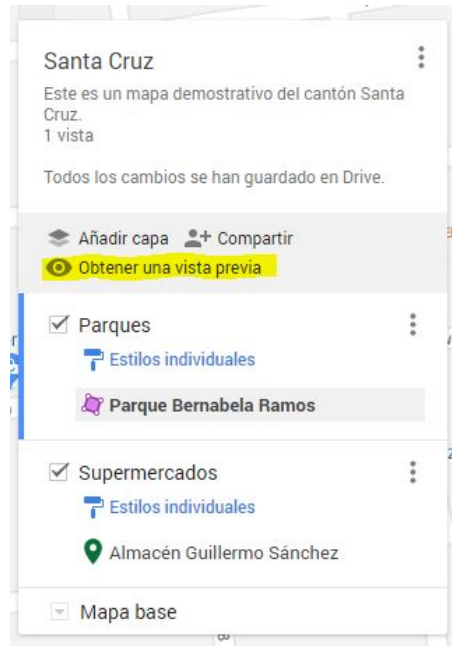 Santa Cruz
Este es un mapa demostrativo del cantón Santa
Cruz.
1 vista
Todos los cambios se han guardado en Drive.
Añadir capa Compartir
Obtener una vista previa
Parques
Estilos individuales
Parque Bernabela Ramos
Supermercados
Estilos individuales
Almacén Guillermo Sánchez
Mapa base